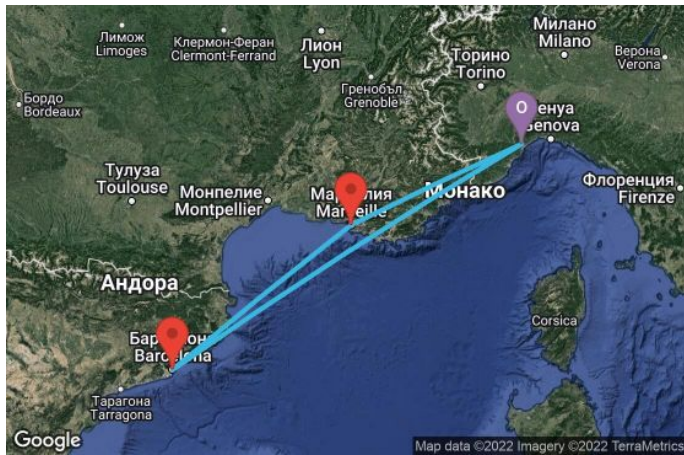 Лимож
Limoges
Клермон-Феран
Clermont-Ferrand
Лион
Lyon
Милано
Milano
Торино
Torino
Верона
Verona
Бордо
Bordeaux
Гренобъл
Grenoble
O
Genova
Тулуза
Toulouse
Монпелие
Montpellier
Marseille
Монако
Флоренция
Firenze
Андора
Corsica
Barcelona
Тарагона
Tarragona
Google
Map data ©2022 Imagery ©2022 TerraMetrics